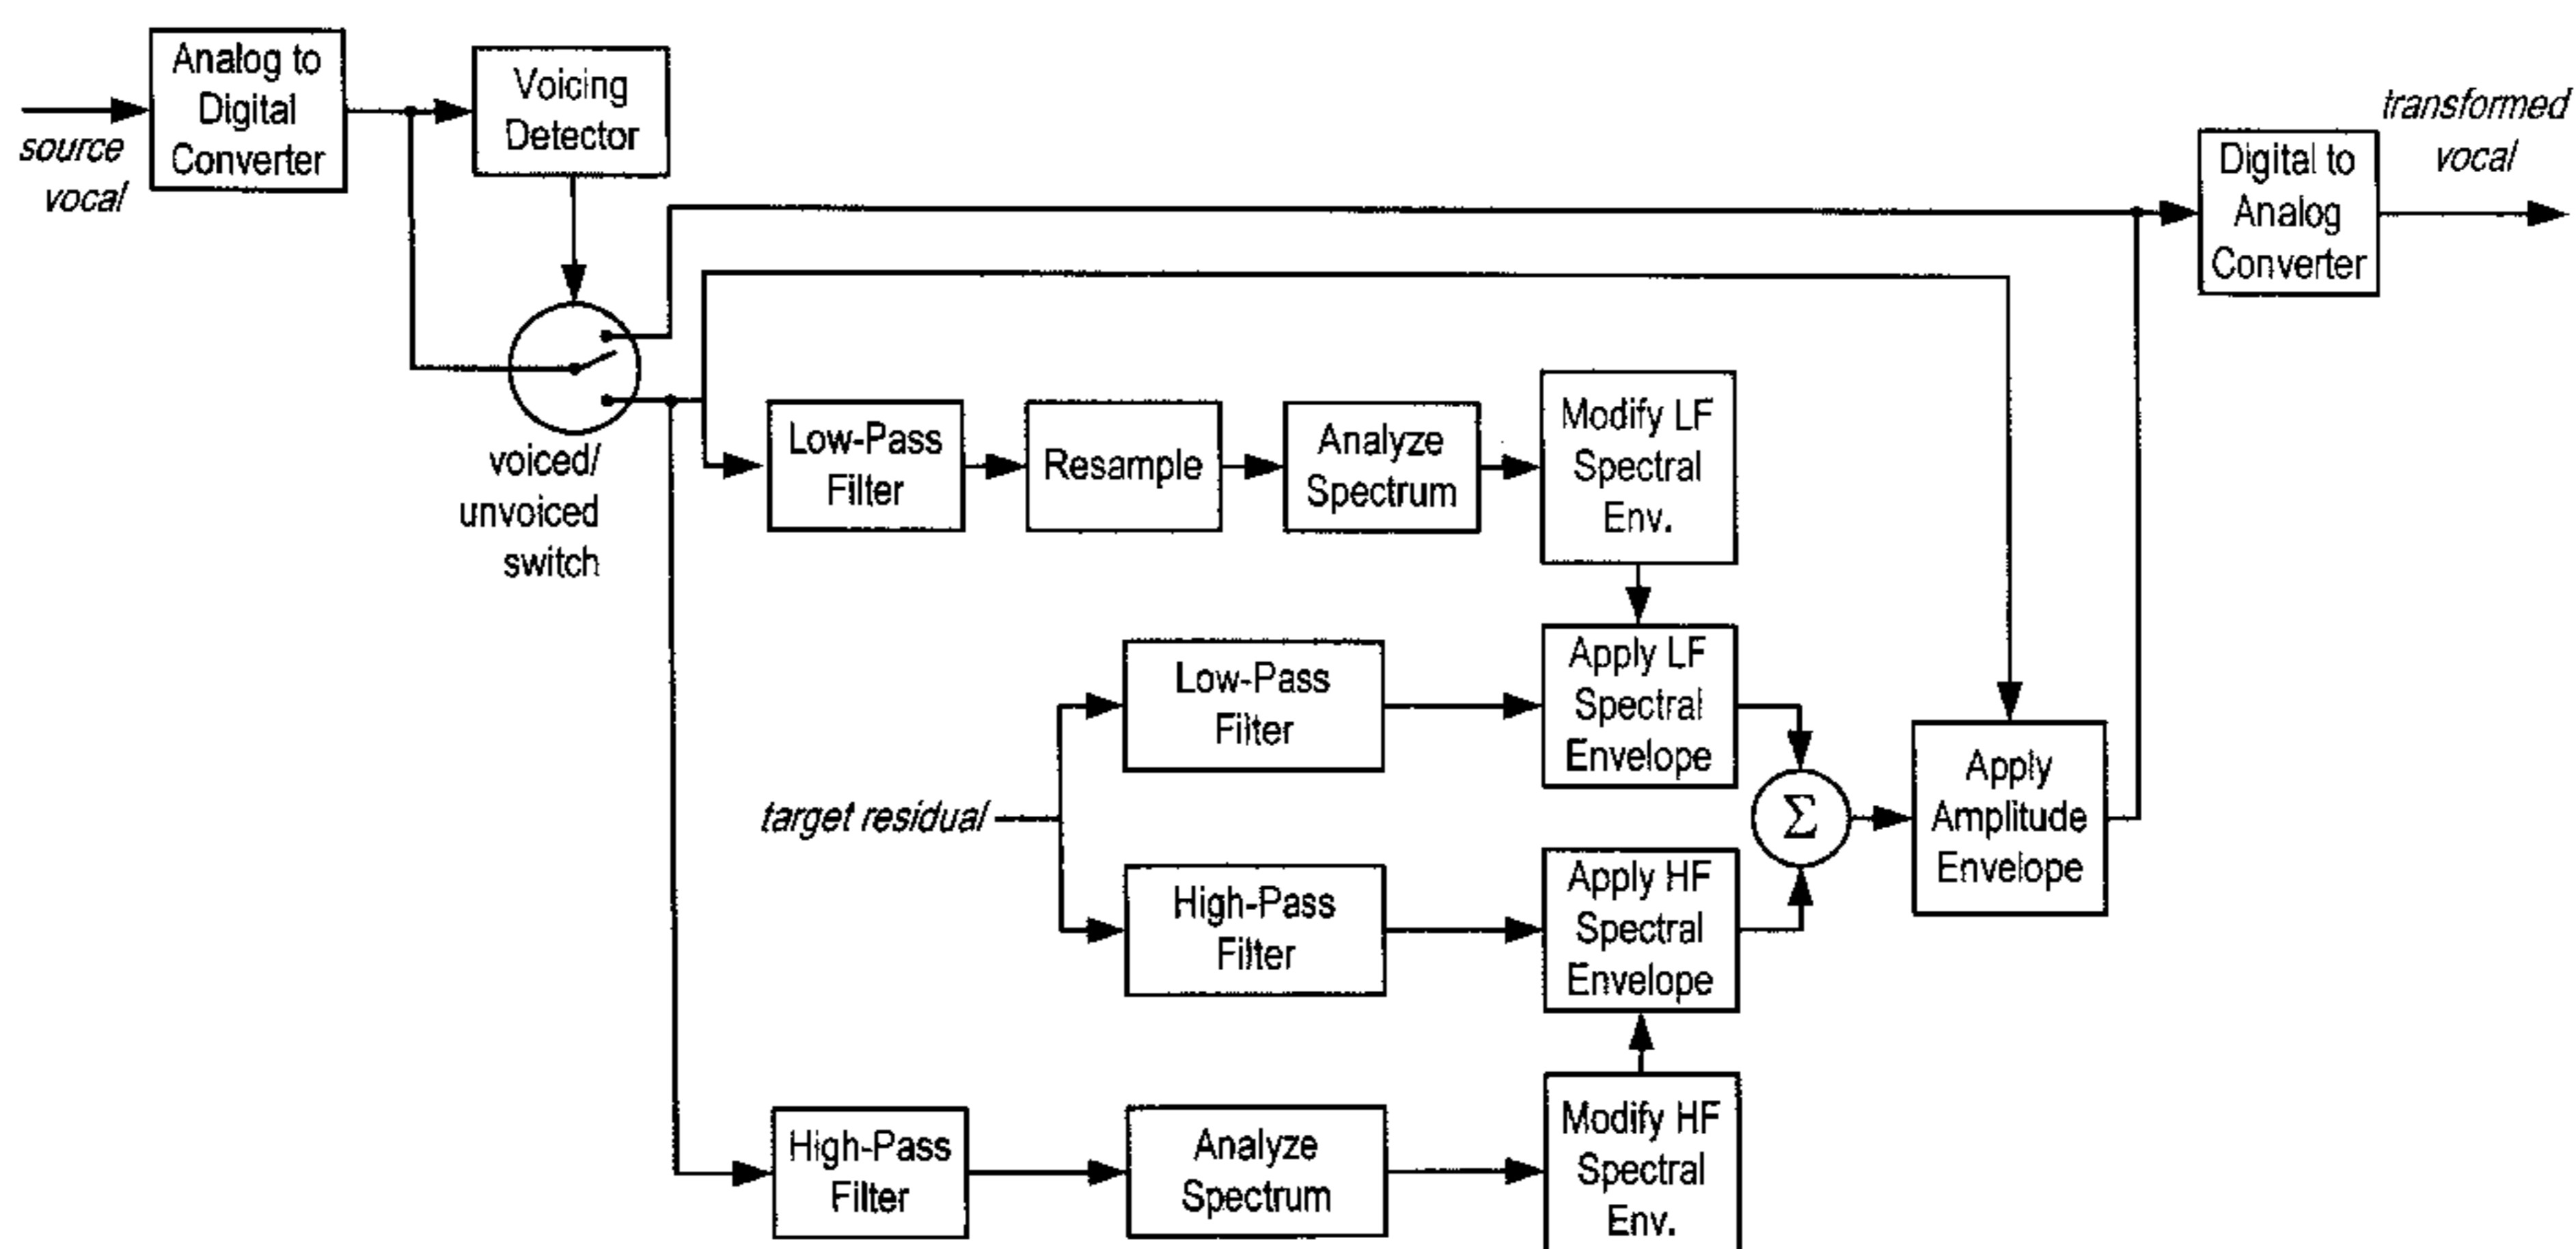 Analog to
Digital
Converter
source
vocal
Voicing
Detector
transformed
vocal
Digital to
Analog
Converter
voiced/
unvoiced
switch
Low-Pass
Filter
Resample
Analyze
Spectrum
Modify LF
Spectral
Env.
Low-Pass
Filter
Apply LF
Spectral
Envelope
target residual
Σ
Apply
Amplitude
Envelope
High-Pass
Filter
Apply HF
Spectral
Envelope
High-Pass
Filter
Analyze
Spectrum
Modify HF
Spectral
Env.